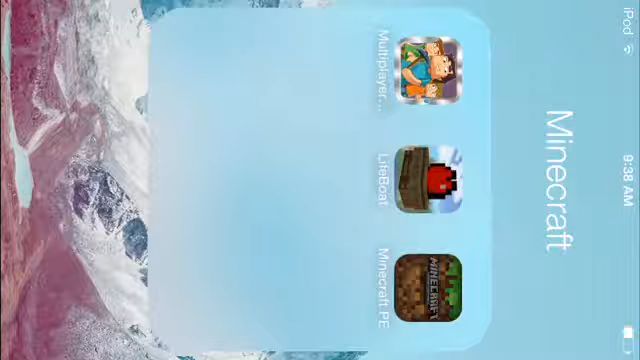 iPod
9:38 AM
Minecraft
Multiplayer...
LifeBoat
MINECRAFT
Minecraft PE